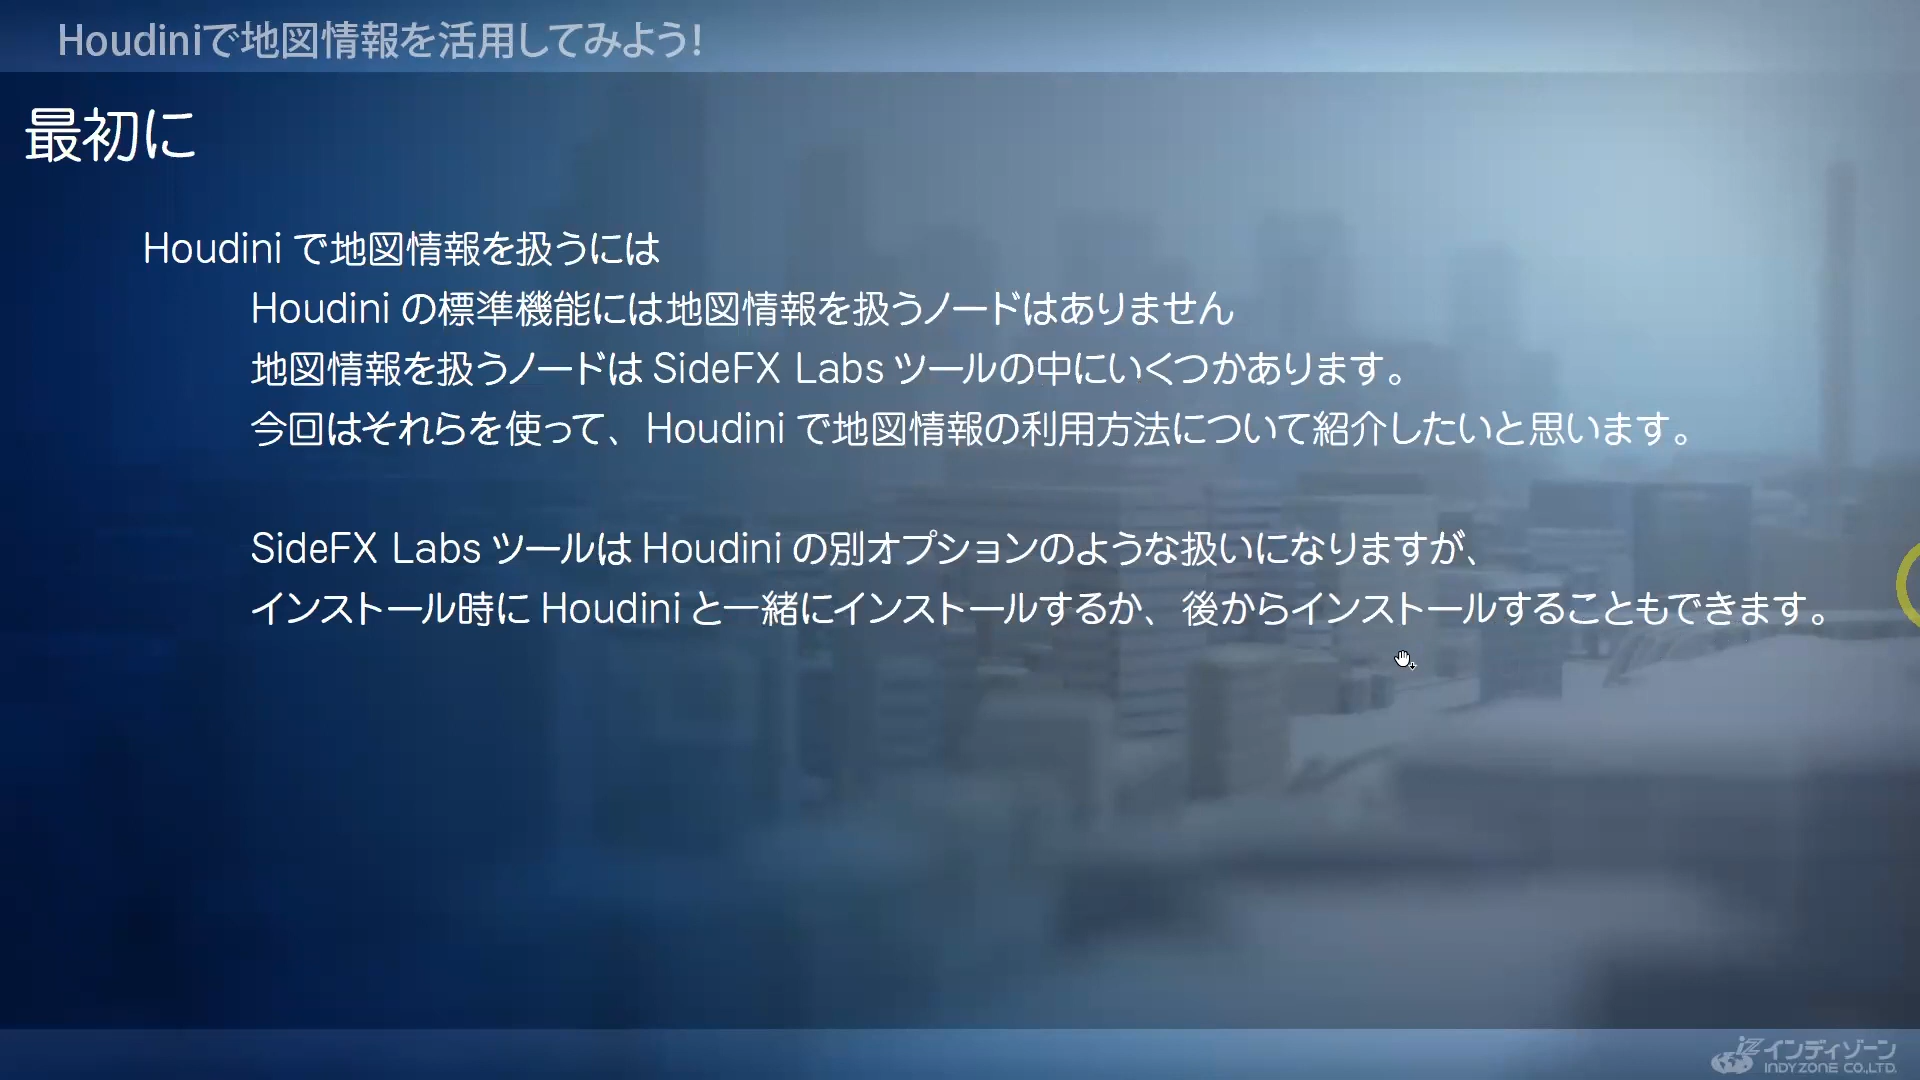 Houdiniで地図情報を活用してみよう!
最初に
Houdini で地図情報を扱うには
Houdini の標準機能には地図情報を扱うノードはありません
地図情報を扱うノードは SideFX Labs ツールの中にいくつかあります。
今回はそれらを使って、Houdini で地図情報の利用方法について紹介したいと思います。
SideFX Labs ツールは Houdini の別オプションのような扱いになりますが、
インストール時に Houdini と一緒にインストールするか、後からインストールすることもできます。
iZ インディゾーン
INDYZONE CO.,LTD.